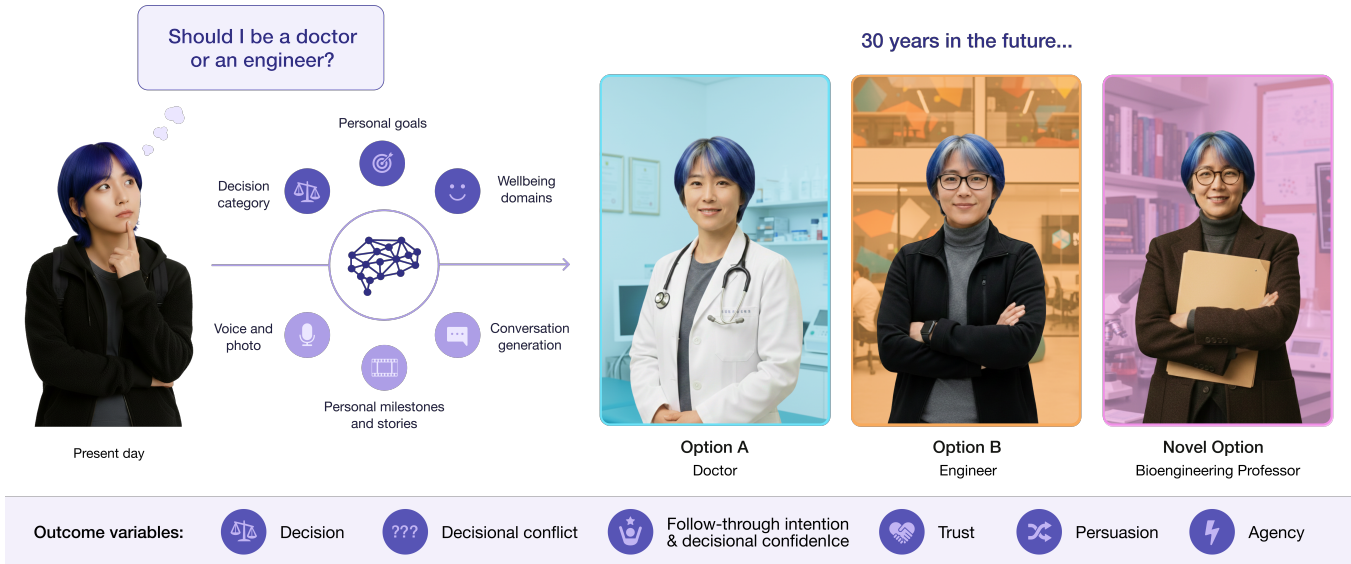 Should I be a doctor
or an engineer?
30 years in the future...
Personal goals
Decision
category
Wellbeing
domains
Voice and
photo
Conversation
generation
Personal milestones
and stories
Present day
Option A
Doctor
Option B
Engineer
Novel Option
Bioengineering Professor
Outcome variables:
Decision
???
Decisional conflict
Follow-through intention
& decisional confidenIce
Trust
Persuasion
Agency